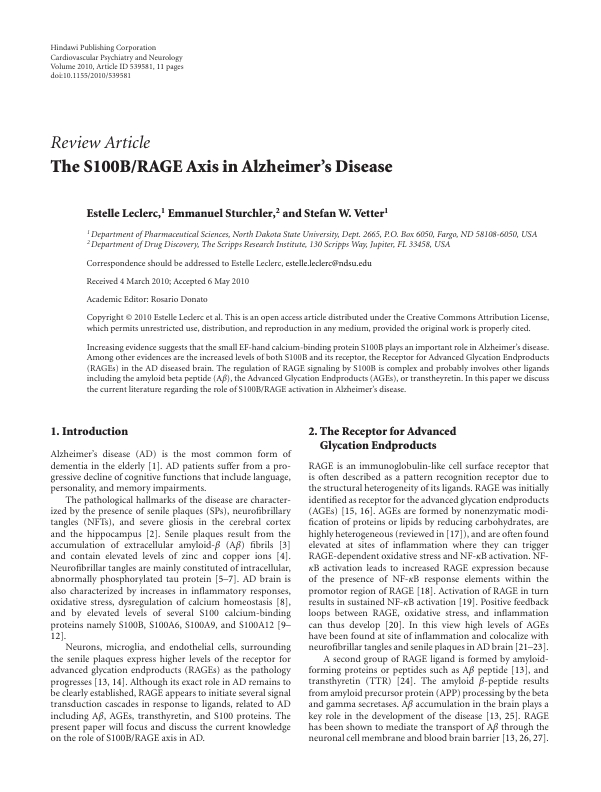 Hindawi Publishing Corporation
Cardiovascular Psychiatry and Neurology
Volume 2010, Article ID 539581, 11 pages
doi:10.1155/2010/539581
Review Article
The S100B/RAGE Axis in Alzheimer's Disease
Estelle Leclerc,1 Emmanuel Sturchler,2 and Stefan W. Vetter1
1 Department of Pharmaceutical Sciences, North Dakota State University, Dept. 2665, P.O. Box 6050, Fargo, ND 58108-6050, USA
2 Department of Drug Discovery, The Scripps Research Institute, 130 Scripps Way, Jupiter, FL 33458, USA
Correspondence should be addressed to Estelle Leclerc, estelle.leclerc@ndsu.edu
Received 4 March 2010; Accepted 6 May 2010
Academic Editor: Rosario Donato
Copyright © 2010 Estelle Leclerc et al. This is an open access article distributed under the Creative Commons Attribution License,
which permits unrestricted use, distribution, and reproduction in any medium, provided the original work is properly cited.
Increasing evidence suggests that the small EF-hand calcium-binding protein S100B plays an important role in Alzheimer's disease.
Among other evidences are the increased levels of both S100B and its receptor, the Receptor for Advanced Glycation Endproducts
(RAGEs) in the AD diseased brain. The regulation of RAGE signaling by S100B is complex and probably involves other ligands
including the amyloid beta peptide (Aβ), the Advanced Glycation Endproducts (AGEs), or transtheyretin. In this paper we discuss
the current literature regarding the role of S100B/RAGE activation in Alzheimer's disease.
1. Introduction
Alzheimer's disease (AD) is the most common form of
dementia in the elderly [1]. AD patients suffer from a pro-
gressive decline of cognitive functions that include language,
personality, and memory impairments.
The pathological hallmarks of the disease are character-
ized by the presence of senile plaques (SPs), neurofibrillary
tangles (NFTs), and severe gliosis in the cerebral cortex
and the hippocampus [2]. Senile plaques result from the
accumulation of extracellular amyloid-β (Aβ) fibrils [3]
and contain elevated levels of zinc and copper ions [4].
Neurofibrillar tangles are mainly constituted of intracellular,
abnormally phosphorylated tau protein [5–7]. AD brain is
also characterized by increases in inflammatory responses,
oxidative stress, dysregulation of calcium homeostasis [8],
and by elevated levels of several S100 calcium-binding
proteins namely S100B, S100A6, S100A9, and S100A12 [9–
12].
Neurons, microglia, and endothelial cells, surrounding
the senile plaques express higher levels of the receptor for
advanced glycation endproducts (RAGEs) as the pathology
progresses [13, 14]. Although its exact role in AD remains to
be clearly established, RAGE appears to initiate several signal
transduction cascades in response to ligands, related to AD
including Aβ, AGEs, transthyretin, and S100 proteins. The
present paper will focus and discuss the current knowledge
on the role of S100B/RAGE axis in AD.
2. The Receptor for Advanced
Glycation Endproducts
RAGE is an immunoglobulin-like cell surface receptor that
is often described as a pattern recognition receptor due to
the structural heterogeneity of its ligands. RAGE was initially
identified as receptor for the advanced glycation endproducts
(AGEs) [15, 16]. AGEs are formed by nonenzymatic modi-
fication of proteins or lipids by reducing carbohydrates, are
highly heterogeneous (reviewed in [17]), and are often found
elevated at sites of inflammation where they can trigger
RAGE-dependent oxidative stress and NF-κB activation. NF-
κB activation leads to increased RAGE expression because
of the presence of NF-κB response elements within the
promotor region of RAGE [18]. Activation of RAGE in turn
results in sustained NF-κB activation [19]. Positive feedback
loops between RAGE, oxidative stress, and inflammation
can thus develop [20]. In this view high levels of AGEs
have been found at site of inflammation and colocalize with
neurofibrillar tangles and senile plaques in AD brain [21–23].
A second group of RAGE ligand is formed by amyloid-
forming proteins or peptides such as Aβ peptide [13], and
transthyretin (TTR) [24]. The amyloid β-peptide results
from amyloid precursor protein (APP) processing by the beta
and gamma secretases. Aβ accumulation in the brain plays a
key role in the development of the disease [13, 25]. RAGE
has been shown to mediate the transport of Aβ through the
neuronal cell membrane and blood brain barrier [13, 26, 27].